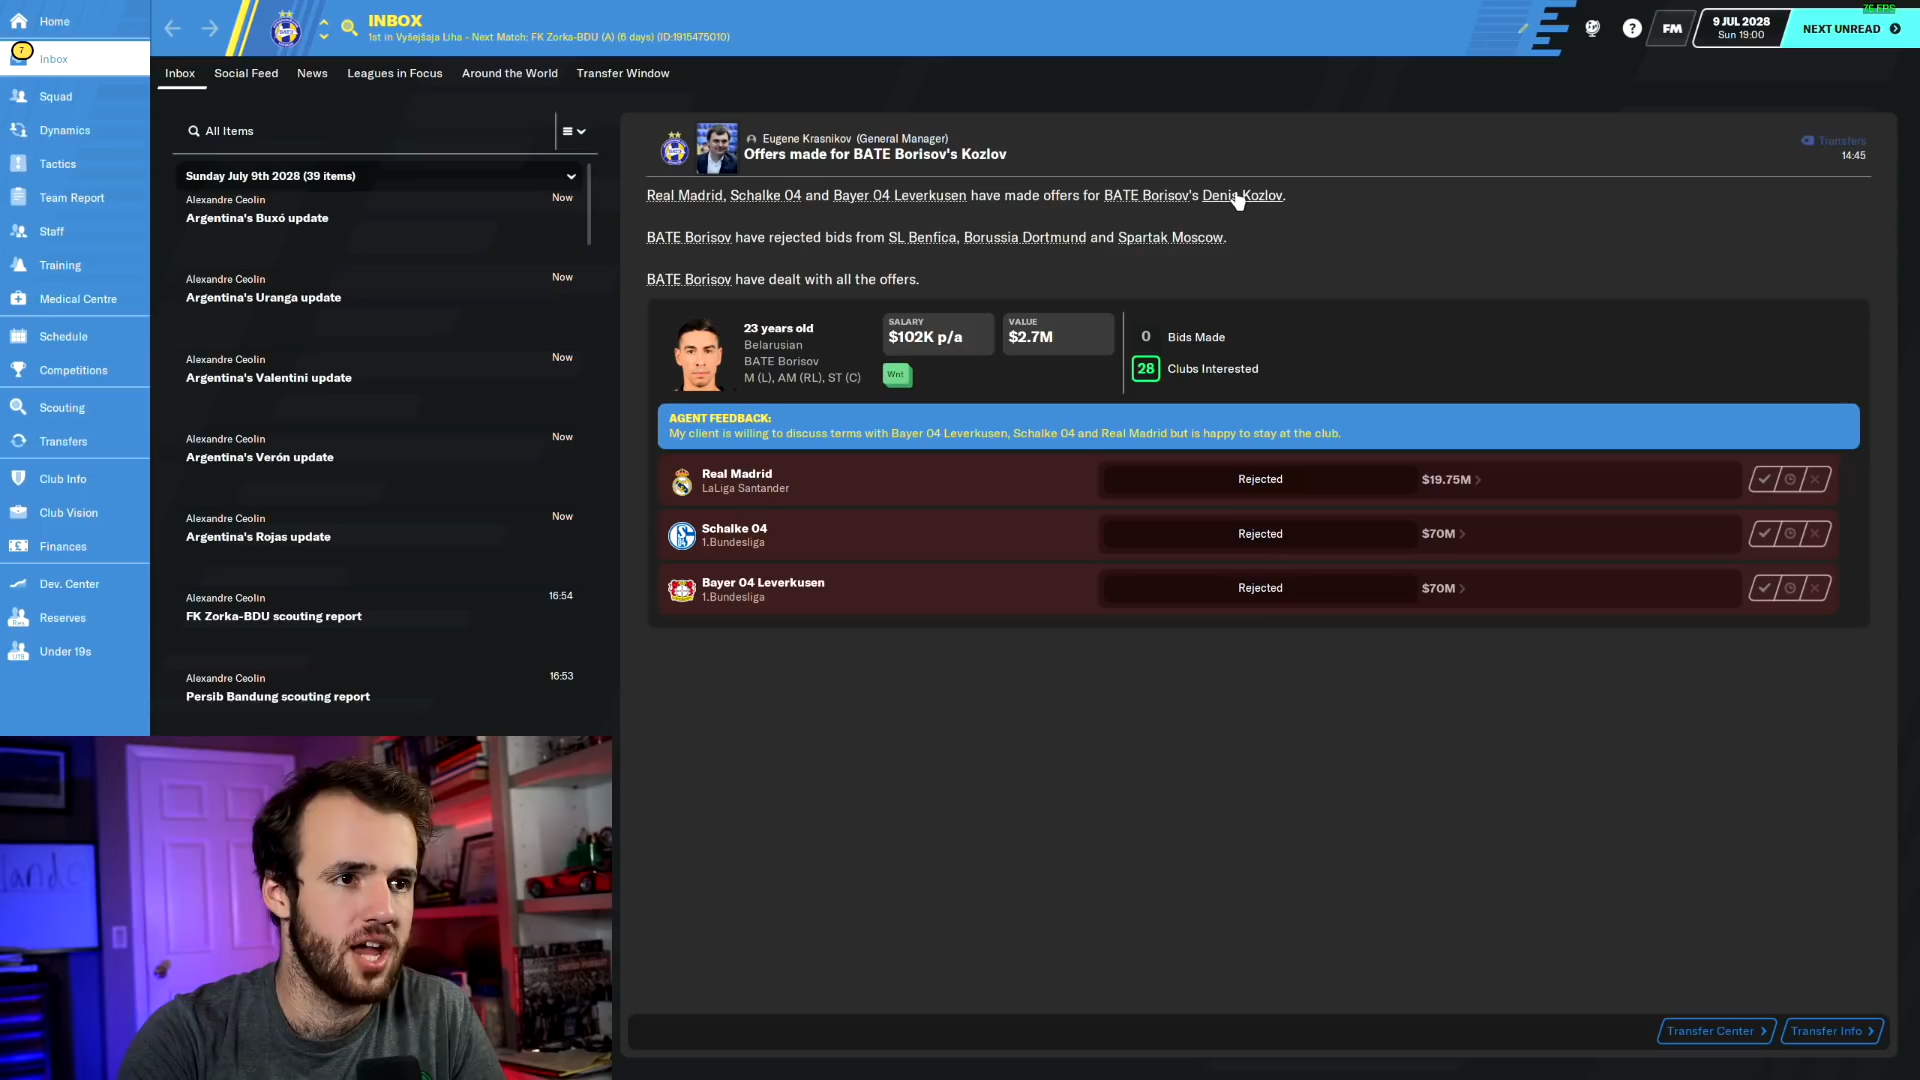 Home
7
Inbox
Squad
Dynamics
Tactics
Team Report
Staff
Training
Medical Centre
Schedule
Competitions
Scouting
Transfers
Club Info
Club Vision
Finances
Dev. Center
Reserves
Under 19s
INBOX
1st in Vyšejšaja Liha - Next Match: FK Zorka-BDU (A) (6 days) (ID:1915475010)
?
FM
9 JUL 2028
Sun 19:00
75 FPS
NEXT UNREAD
Inbox
Social Feed
News
Leagues in Focus
Around the World
Transfer Window
All Items
Sunday July 9th 2028 (39 items)
Alexandre Ceolin
Now
Argentina's Buxó update
Alexandre Ceolin
Now
Argentina's Uranga update
Alexandre Ceolin
Now
Argentina's Valentini update
Alexandre Ceolin
Now
Argentina's Verón update
Alexandre Ceolin
Now
Argentina's Rojas update
Alexandre Ceolin
16:54
FK Zorka-BDU scouting report
Alexandre Ceolin
16:53
Persib Bandung scouting report
Eugene Krasnikov (General Manager)
Offers made for BATE Borisov's Kozlov
Transfers
14:45
Real Madrid, Schalke 04 and Bayer 04 Leverkusen have made offers for BATE Borisov's Denis Kozlov.
BATE Borisov have rejected bids from SL Benfica, Borussia Dortmund and Spartak Moscow.
BATE Borisov have dealt with all the offers.
23 years old
Belarusian
BATE Borisov
M (L), AM (RL), ST (C)
SALARY
$102K p/a
VALUE
$2.7M
Wnt
0 Bids Made
28 Clubs Interested
AGENT FEEDBACK:
My client is willing to discuss terms with Bayer 04 Leverkusen, Schalke 04 and Real Madrid but is happy to stay at the club.
Real Madrid
LaLiga Santander
Rejected
$19.75M
Schalke 04
1.Bundesliga
Rejected
$70M
Bayer 04 Leverkusen
1.Bundesliga
Rejected
$70M
Transfer Center
Transfer Info